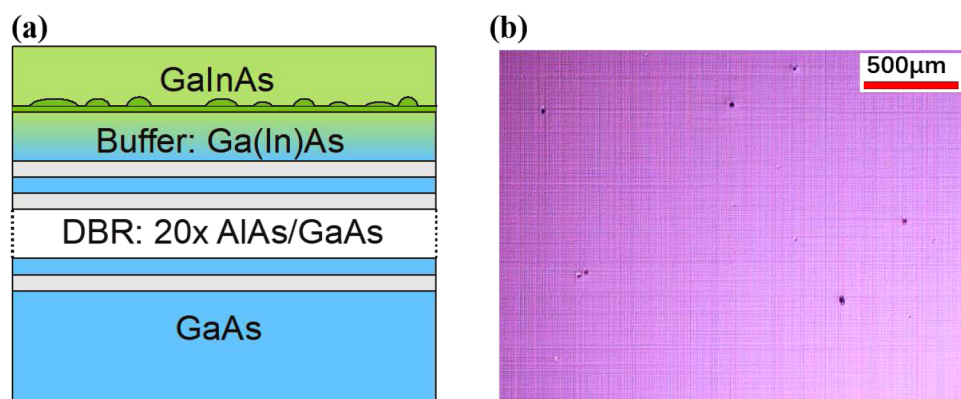 (a)
GaInAs
Buffer: Ga(In)As
DBR: 20x AlAs/GaAs
GaAs
(b)
500μm